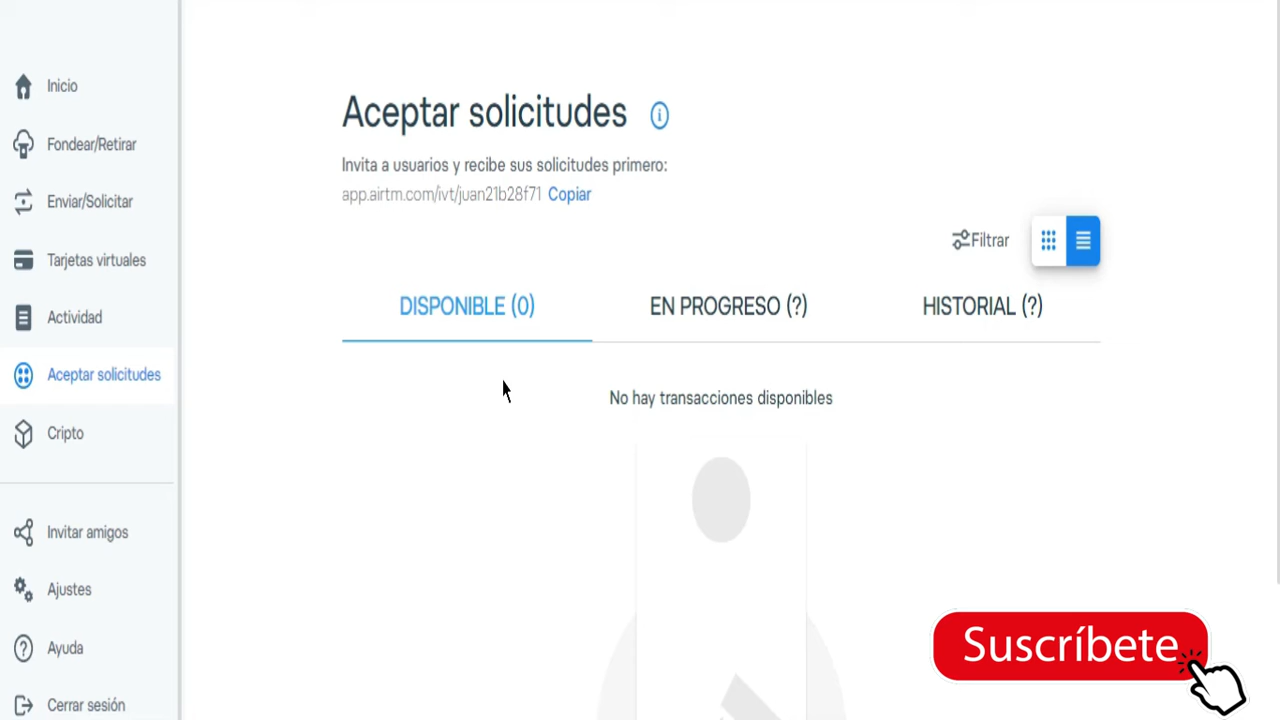 Inicio
Fondear/Retirar
Enviar/Solicitar
Tarjetas virtuales
Actividad
Aceptar solicitudes
Cripto
Invitar amigos
Ajustes
Ayuda
Cerrar sesión
Aceptar solicitudes
Invita a usuarios y recibe sus solicitudes primero:
app.airtm.com/ivt/juan21b28f71 Copiar
Filtrar
DISPONIBLE (0) EN PROGRESO (?) HISTORIAL (?)
No hay transacciones disponibles
Suscríbete